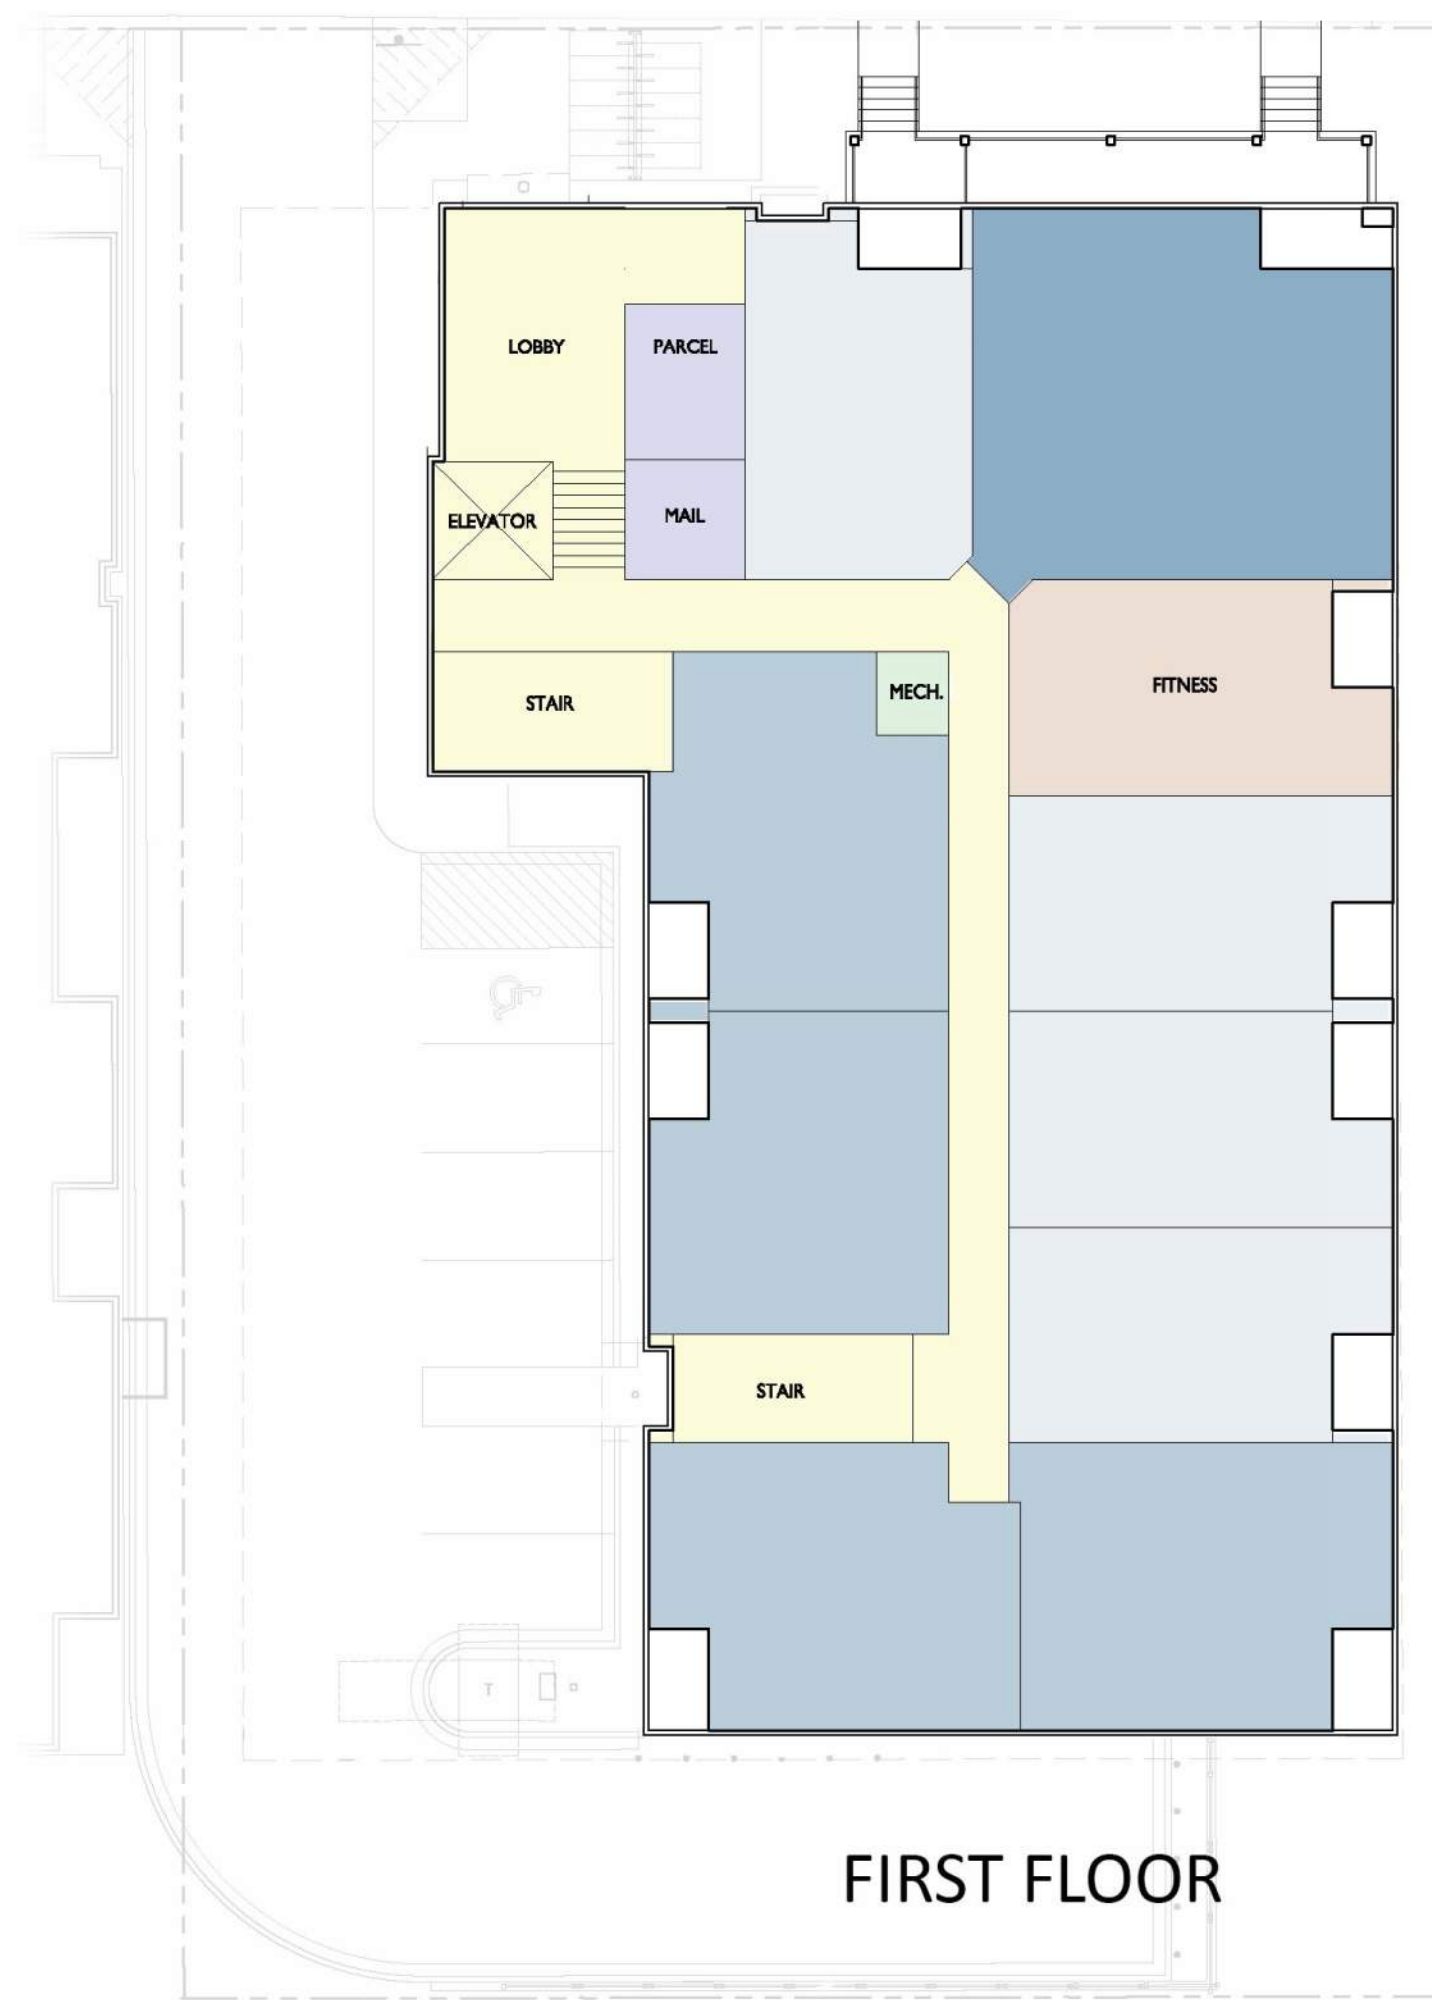 LOBBY
PARCEL
ELEVATOR
MAIL
STAIR
MECH.
FITNESS
STAIR
T
FIRST FLOOR